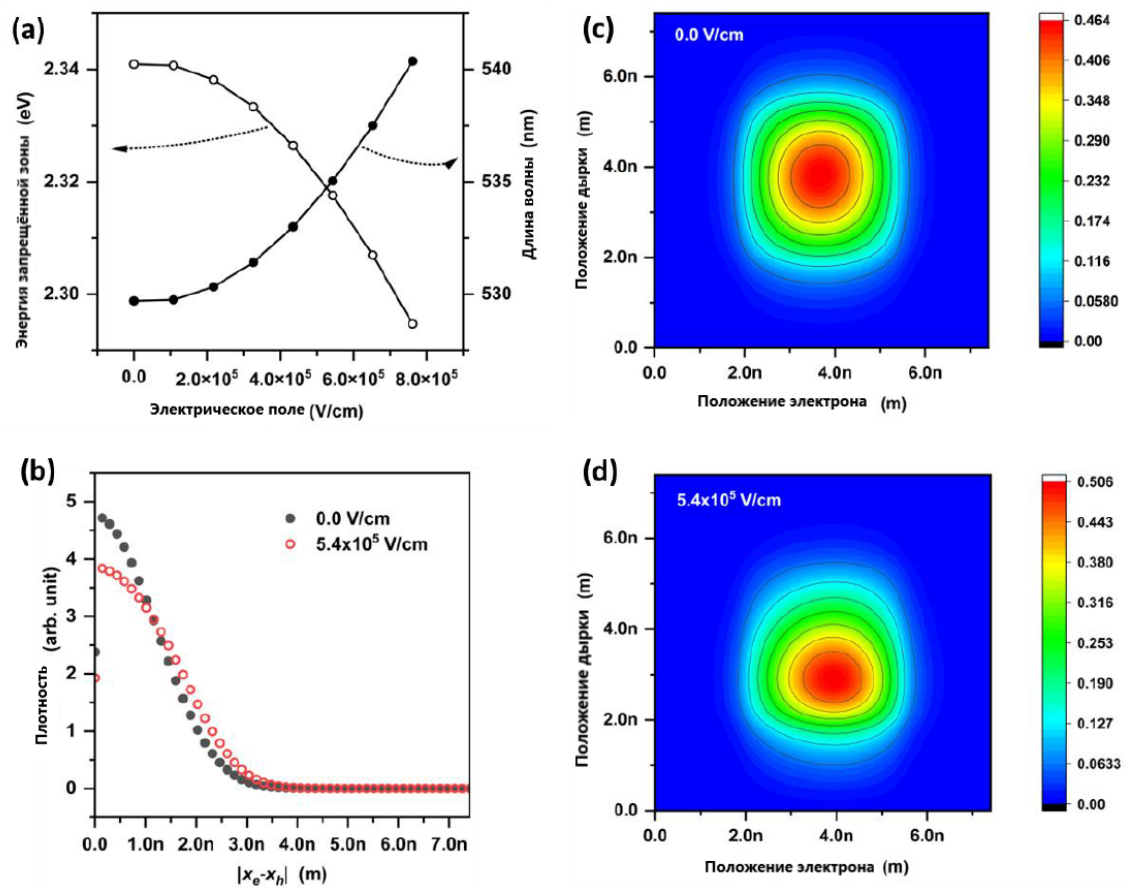 (a)
Энергия запрещённой зоны (eV)
2.34
2.32
2.30
540
535
530
Длина волны (nm)
0.0 2.0×10⁵ 4.0×10⁵ 6.0×10⁵ 8.0×10⁵
Электрическое поле (V/cm)
(c)
0.0 V/cm
Положение дырки (m)
6.0n
4.0n
2.0n
0.0
0.0 2.0n 4.0n 6.0n
Положение электрона (m)
0.464
0.406
0.348
0.290
0.232
0.174
0.116
0.0580
0.00
(b)
Плотность (arb. unit)
5
4
3
2
1
0
0.0 V/cm
5.4x10⁵ V/cm
0.0 1.0n 2.0n 3.0n 4.0n 5.0n 6.0n 7.0n
|xₑ-xₕ| (m)
(d)
5.4x10⁵ V/cm
Положение дырки (m)
6.0n
4.0n
2.0n
0.0
0.0 2.0n 4.0n 6.0n
Положение электрона (m)
0.506
0.443
0.380
0.316
0.253
0.190
0.127
0.0633
0.00